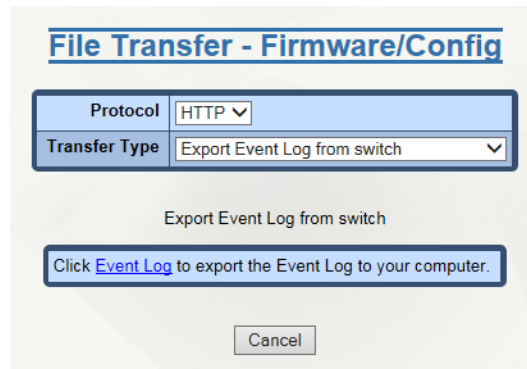 File Transfer - Firmware/Config
Protocol HTTP
Transfer Type Export Event Log from switch
Export Event Log from switch
Click Event Log to export the Event Log to your computer.
Cancel